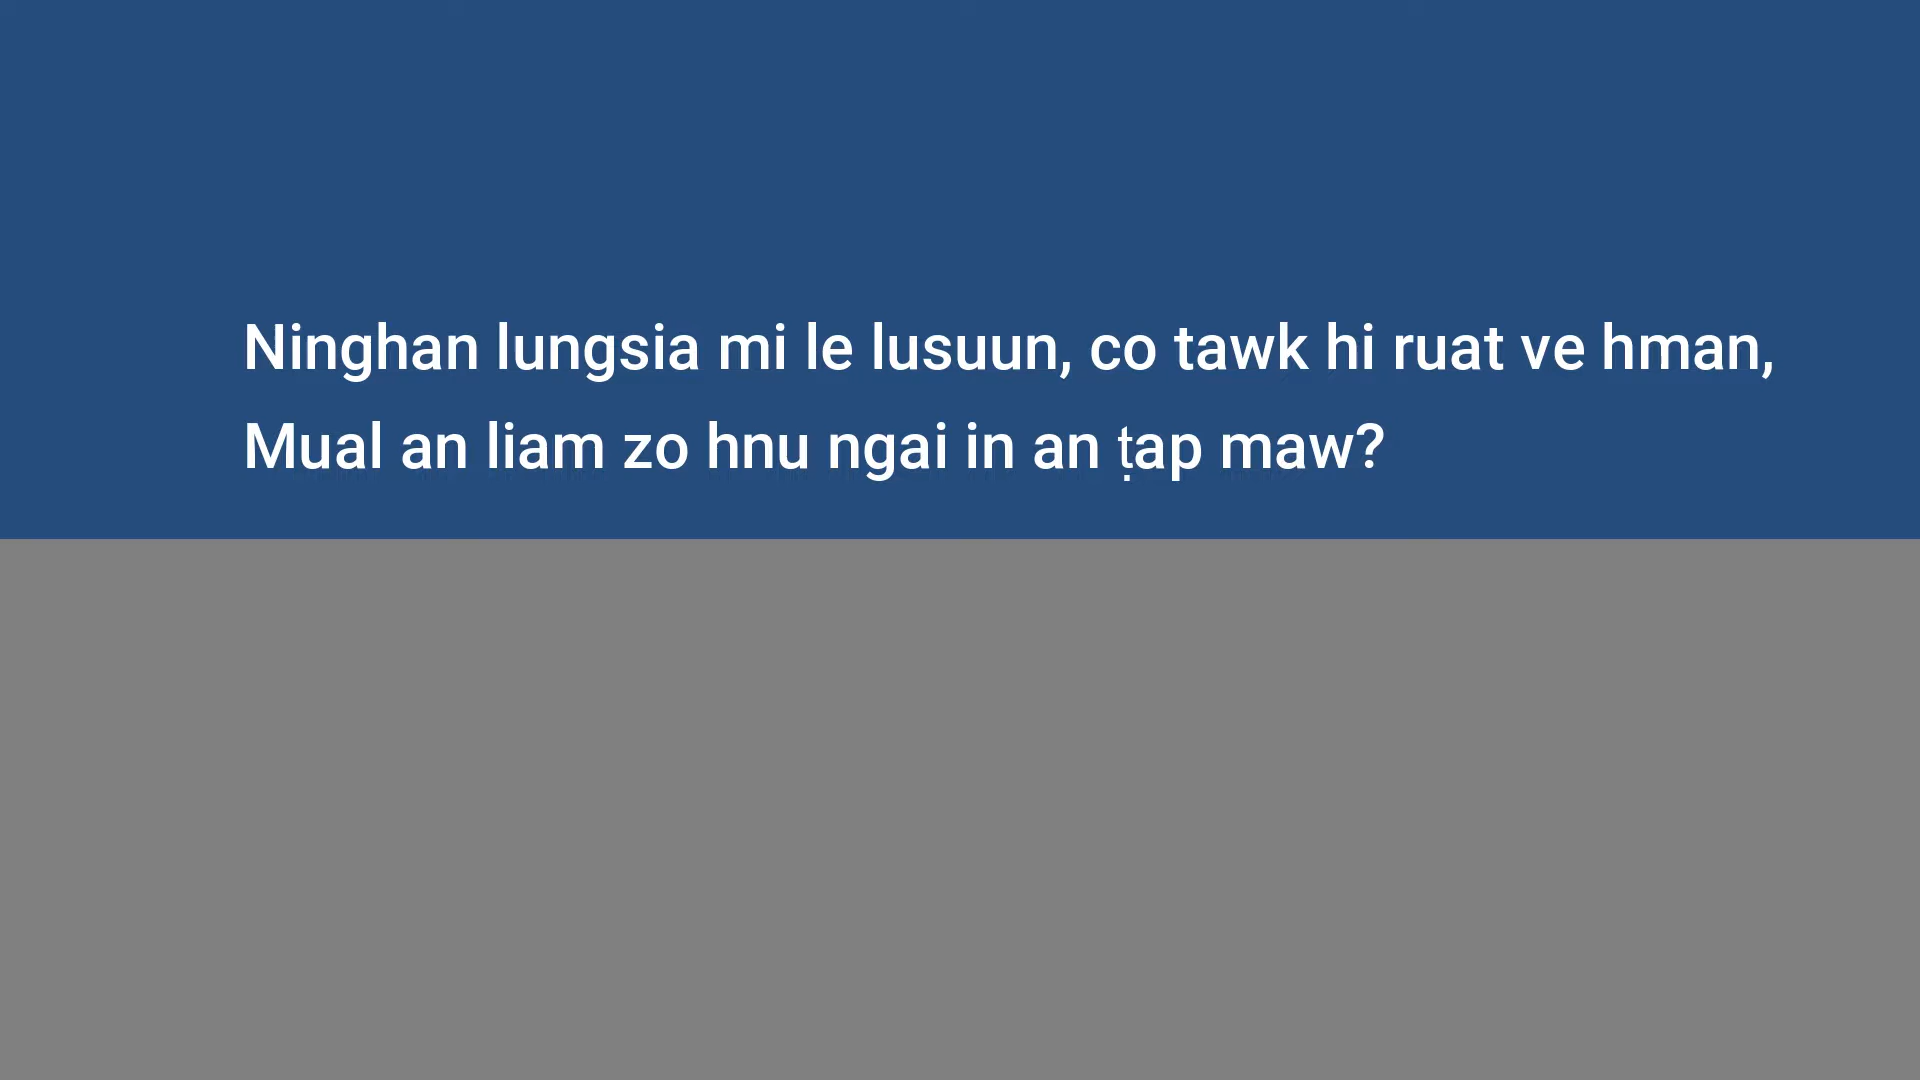 Ninghan lungsia mi le lusuun, co tawk hi ruat ve hman,
Mual an liam zo hnu ngai in an ṭap maw?